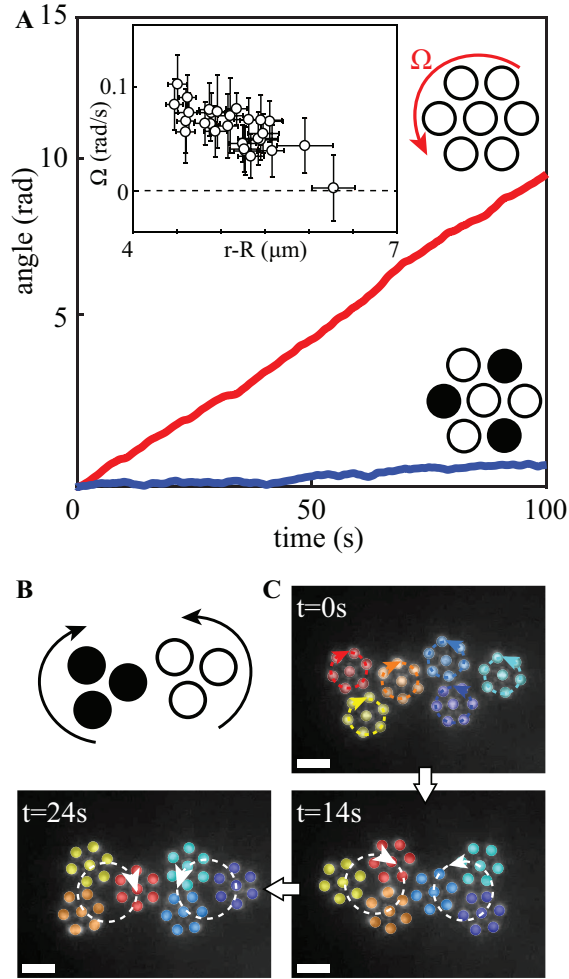 A
15
10
5
0
50
100
angle (rad)
time (s)
0.1
0
Ω (rad/s)
4
7
r-R (μm)
Ω
B
C
t=0s
t=24s
t=14s